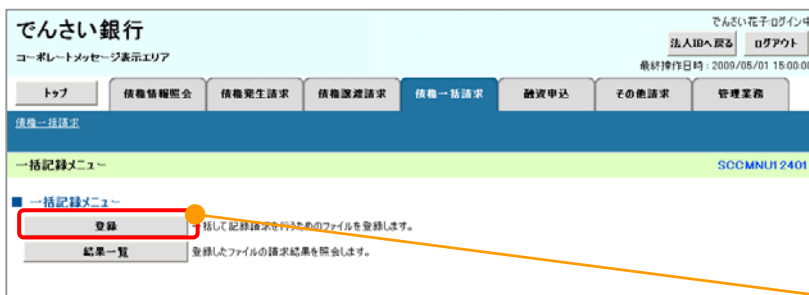 でんさい銀行
コーポレートメッセージ表示エリア
でんさい花子ログイン中
法人IBへ戻る ログアウト
最終操作日時：2009/05/01 15:00:00
トップ 債権情報照会 債権発生請求 債権譲渡請求 債権一括請求 融資申込 その他請求 管理業務
債権一括請求
一括記録メニュー SCCMNU12401
■ 一括記録メニュー
登録 一括して記録請求を行うためのファイルを登録します。
結果一覧 登録したファイルの請求結果を照会します。